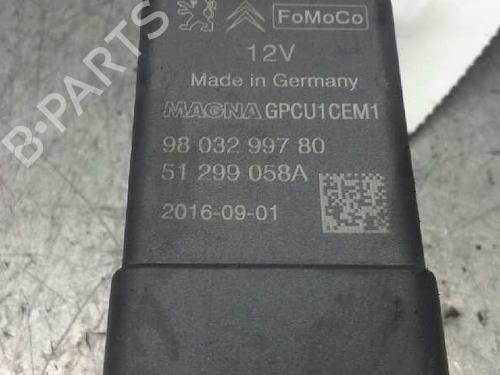 FoMoCo
12V
Made in Germany
MAGNA GPCU1CEM1
98 032 997 80
51 299 058A
2016-09-01
B-PARTS